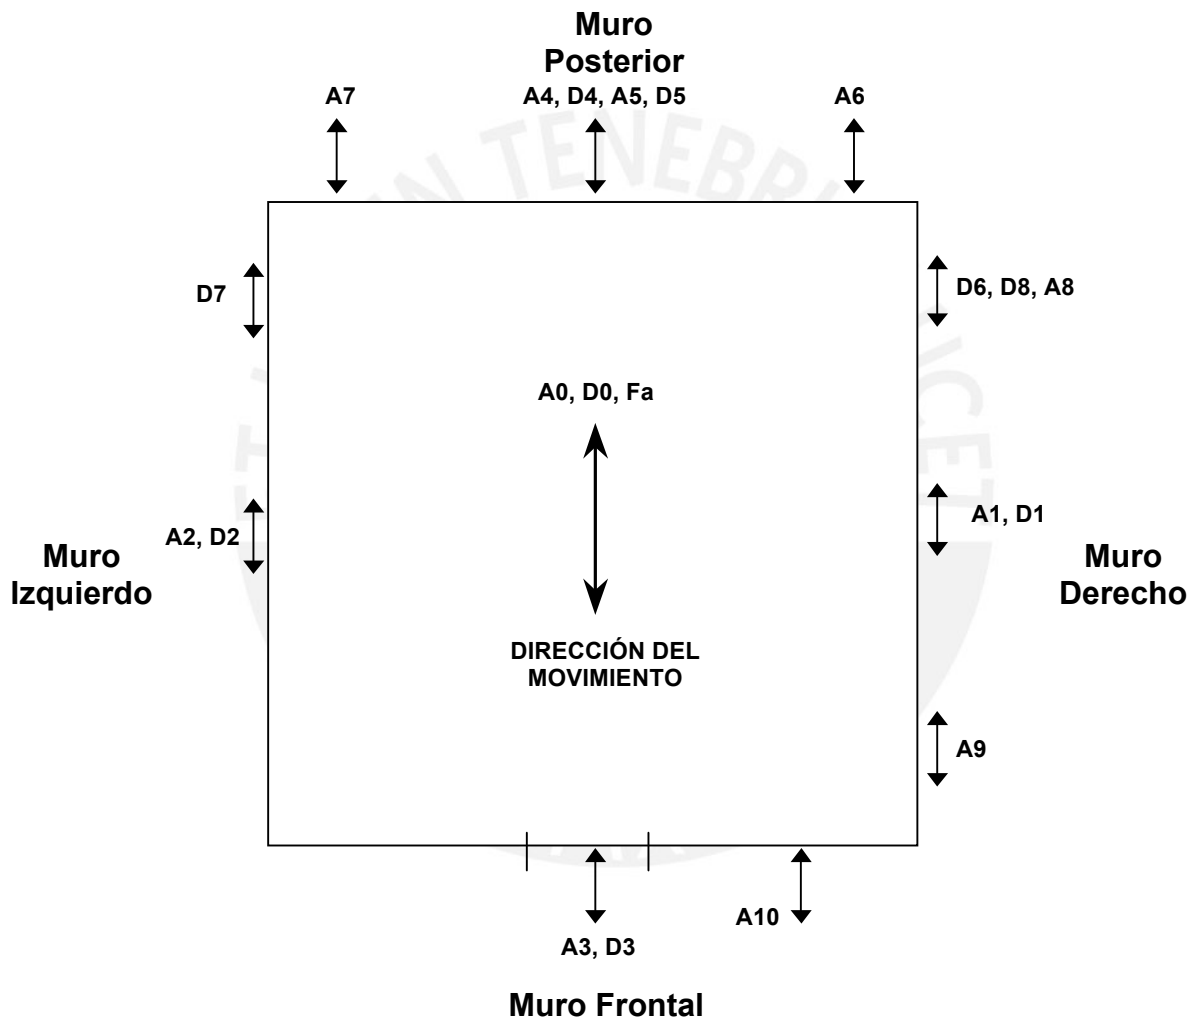 Muro
Posterior
A7
A4, D4, A5, D5
A6
D7
D6, D8, A8
A0, D0, Fa
A2, D2
A1, D1
Muro
Izquierdo
Muro
Derecho
DIRECCIÓN DEL
MOVIMIENTO
A9
A10
A3, D3
Muro Frontal